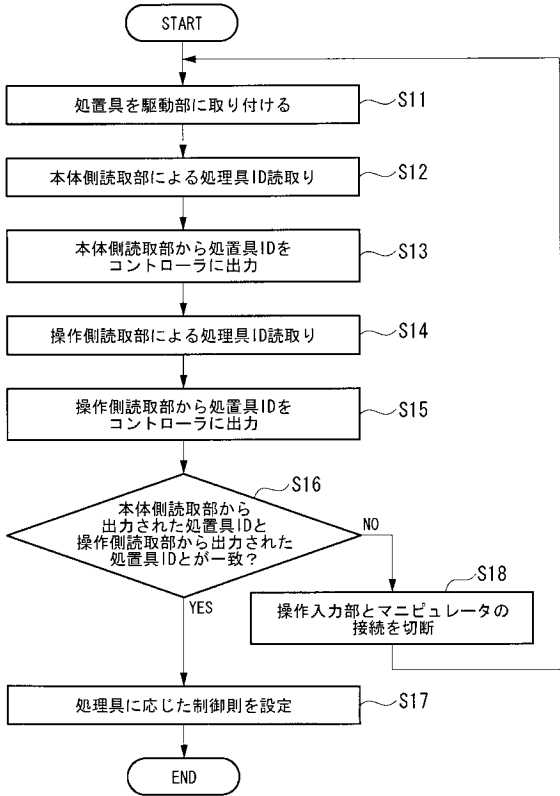 START
処置具を駆動部に取り付ける
S11
本体側読取部による処理具ID読取り
S12
本体側読取部から処置具IDを
コントローラに出力
S13
操作側読取部による処理具ID読取り
S14
操作側読取部から処置具IDを
コントローラに出力
S15
S16
本体側読取部から
出力された処置具IDと
操作側読取部から出力された
処置具IDとが一致?
NO
YES
S18
操作入力部とマニピュレータの
接続を切断
処理具に応じた制御則を設定
S17
END